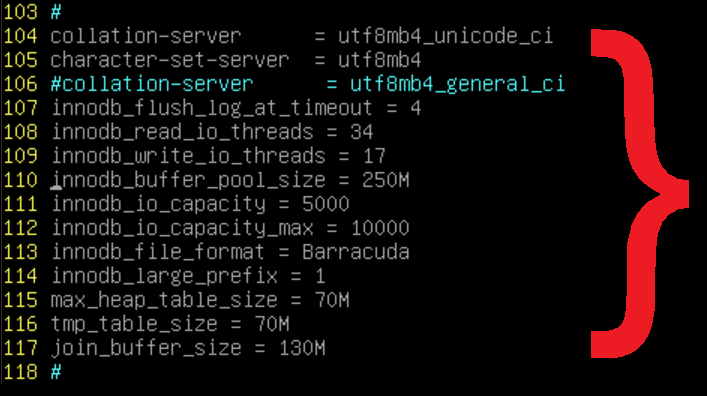 103 #
104 collation-server      = utf8mb4_unicode_ci
105 character-set-server  = utf8mb4
106 #collation-server      = utf8mb4_general_ci
107 innodb_flush_log_at_timeout = 4
108 innodb_read_io_threads = 34
109 innodb_write_io_threads = 17
110 innodb_buffer_pool_size = 250M
111 innodb_io_capacity = 5000
112 innodb_io_capacity_max = 10000
113 innodb_file_format = Barracuda
114 innodb_large_prefix = 1
115 max_heap_table_size = 70M
116 tmp_table_size = 70M
117 join_buffer_size = 130M
118 #